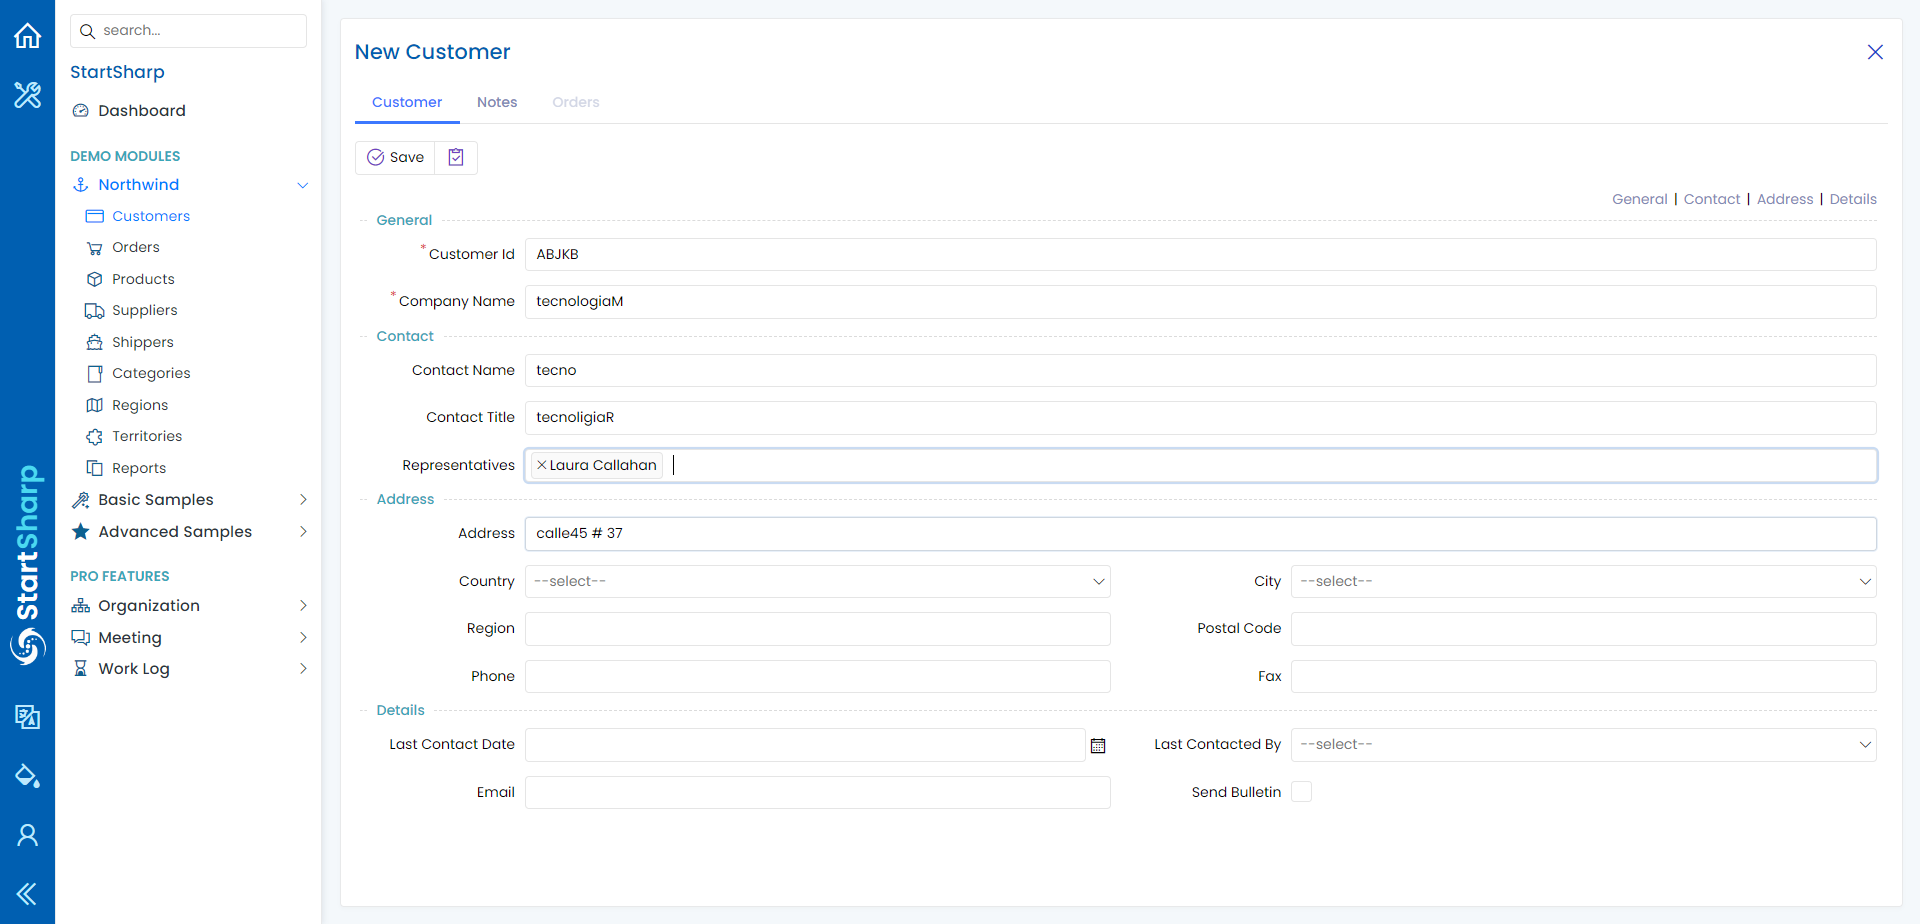 search...
StartSharp
Dashboard
DEMO MODULES
Northwind
Customers
Orders
Products
Suppliers
Shippers
Categories
Regions
Territories
Reports
Basic Samples
Advanced Samples
PRO FEATURES
Organization
Meeting
Work Log
StartSharp
New Customer
Customer Notes Orders
Save
General | Contact | Address | Details
General
* Customer Id ABJKB
* Company Name tecnologiaM
Contact
Contact Name tecno
Contact Title tecnoligiaR
Representatives Laura Callahan
Address
Address calle45 # 37
Country --select-- City --select--
Region Postal Code
Phone Fax
Details
Last Contact Date Last Contacted By --select--
Email Send Bulletin